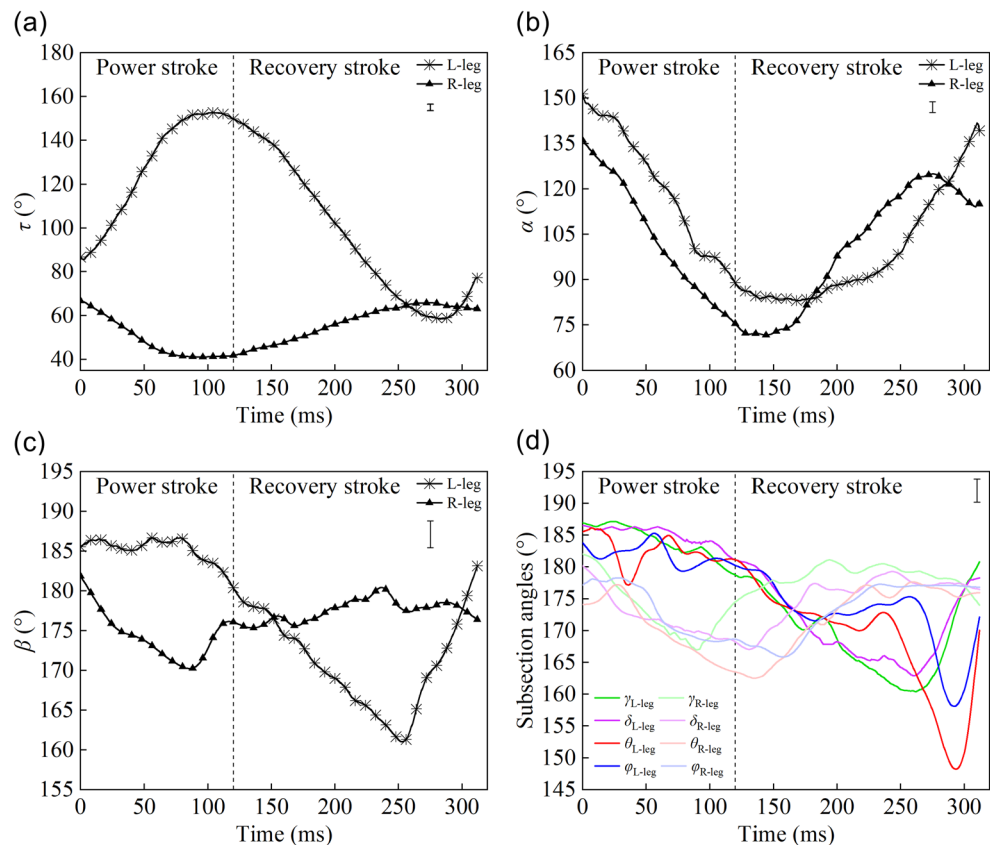 (a)
180
160
140
120
100
80
60
40
τ (°)
Power stroke
Recovery stroke
L-leg
R-leg
0 50 100 150 200 250 300
Time (ms)
(b)
165
150
135
120
105
90
75
60
α (°)
Power stroke
Recovery stroke
L-leg
R-leg
0 50 100 150 200 250 300
Time (ms)
(c)
195
190
185
180
175
170
165
160
155
β (°)
Power stroke
Recovery stroke
L-leg
R-leg
0 50 100 150 200 250 300
Time (ms)
(d)
195
190
185
180
175
170
165
160
155
150
145
Subsection angles (°)
Power stroke
Recovery stroke
γL-leg γR-leg
δL-leg δR-leg
θL-leg θR-leg
φL-leg φR-leg
0 50 100 150 200 250 300
Time (ms)